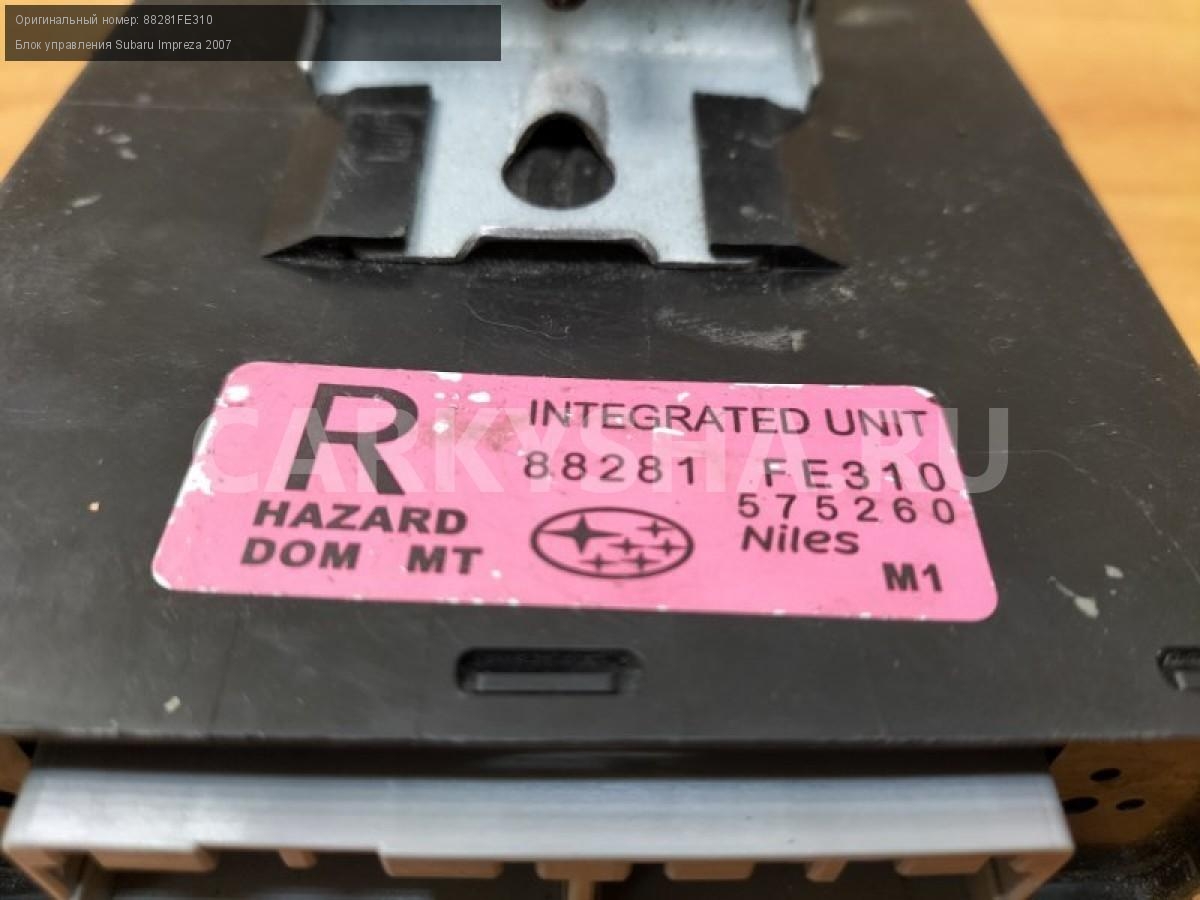 Оригинальный номер: 88281FE310
Блок управления Subaru Impreza 2007
R
INTEGRATED UNIT
88281 FE310
575260
HAZARD
DOM MT
Niles
M1
CARKYSHA.RU